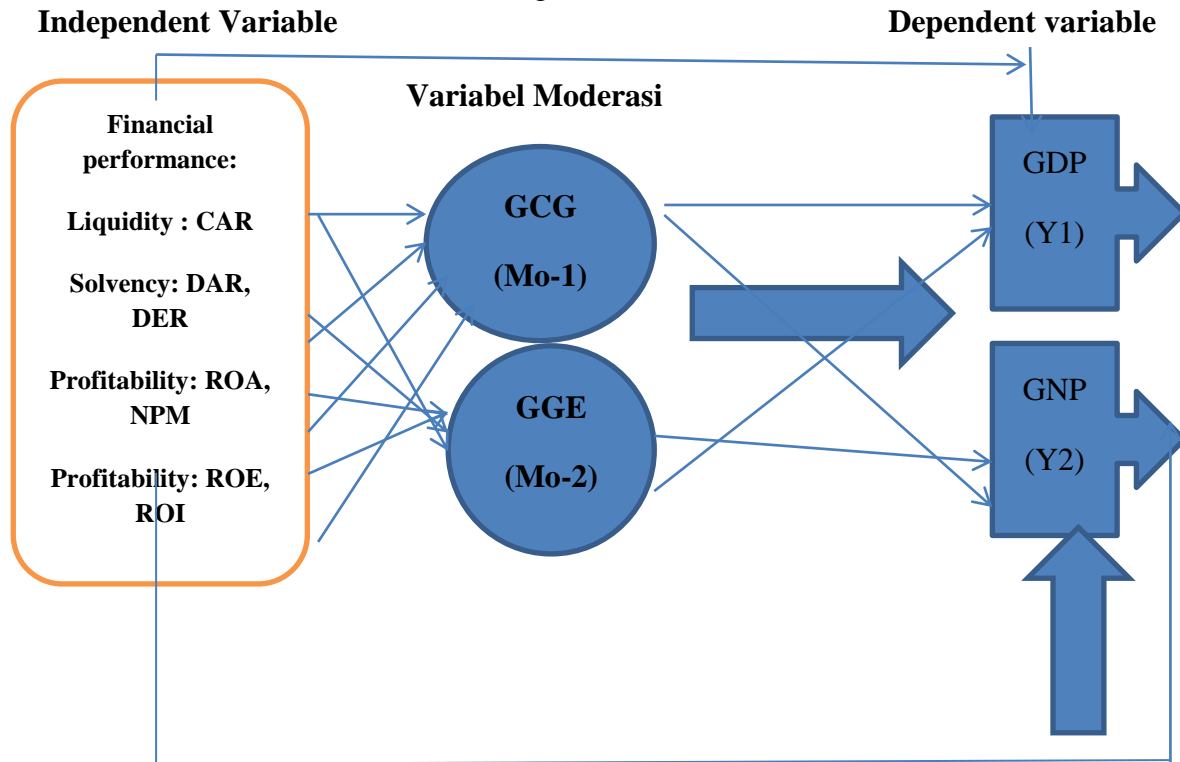 Independent Variable
Dependent variable
Variabel Moderasi
Financial
performance:
Liquidity : CAR
Solvency: DAR,
DER
Profitability: ROA,
NPM
Profitability: ROE,
ROI
GCG
(Mo-1)
GGE
(Mo-2)
GDP
(Y1)
GNP
(Y2)